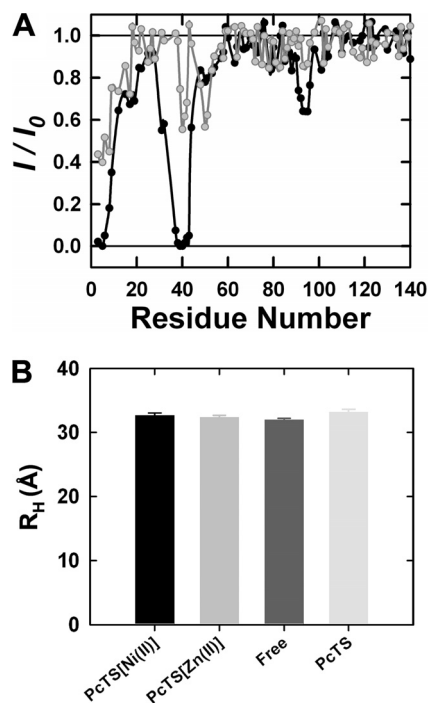 A
I / I0
1.0
0.8
0.6
0.4
0.2
0.0
0 20 40 60 80 100 120 140
Residue Number
B
RH (Å)
40
30
20
10
0
PcTS[Ni(II)] PcTS[Zn(II)] Free PcTS